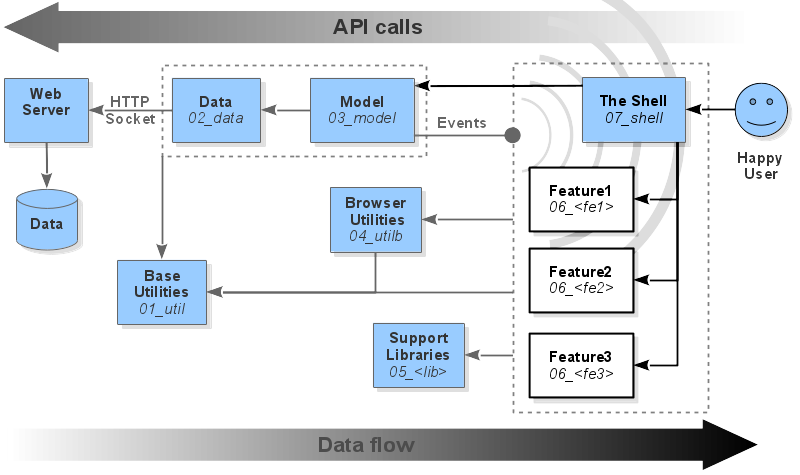 API calls
Web
Server
HTTP
Socket
Data
02_data
Model
03_model
Events
The Shell
07_shell
Happy
User
Data
Browser
Utilities
04_utilb
Feature1
06_<fe1>
Base
Utilities
01_util
Feature2
06_<fe2>
Support
Libraries
05_<lib>
Feature3
06_<fe3>
Data flow